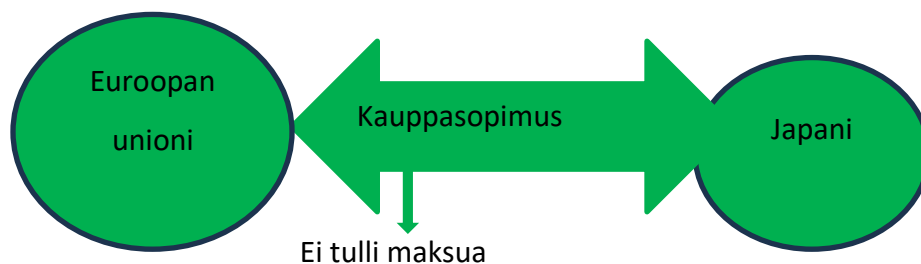 Euroopan
unioni
Kauppasopimus
Japani
Ei tulli maksua